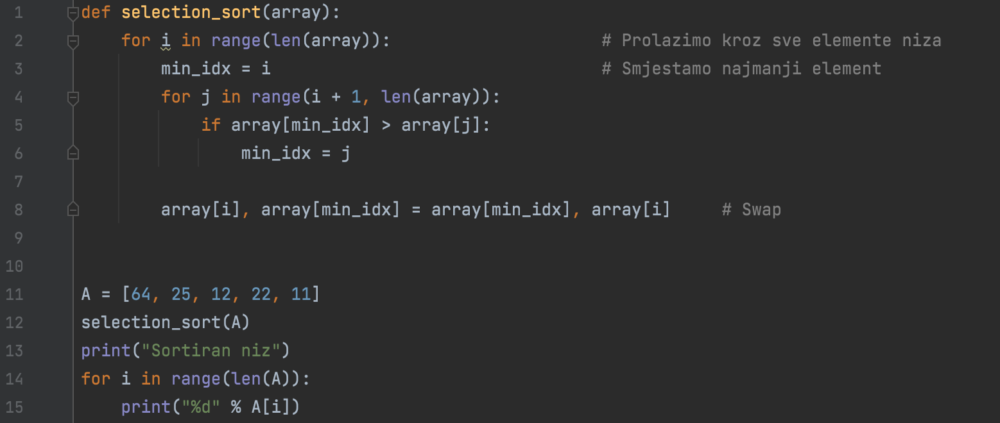 1 def selection_sort(array):
2     for i in range(len(array)):                     # Prolazimo kroz sve elemente niza
3         min_idx = i                                 # Smjestamo najmanji element
4         for j in range(i + 1, len(array)):
5             if array[min_idx] > array[j]:
6                 min_idx = j
7
8         array[i], array[min_idx] = array[min_idx], array[i]     # Swap
9
10
11 A = [64, 25, 12, 22, 11]
12 selection_sort(A)
13 print("Sortiran niz")
14 for i in range(len(A)):
15     print("%d" % A[i])